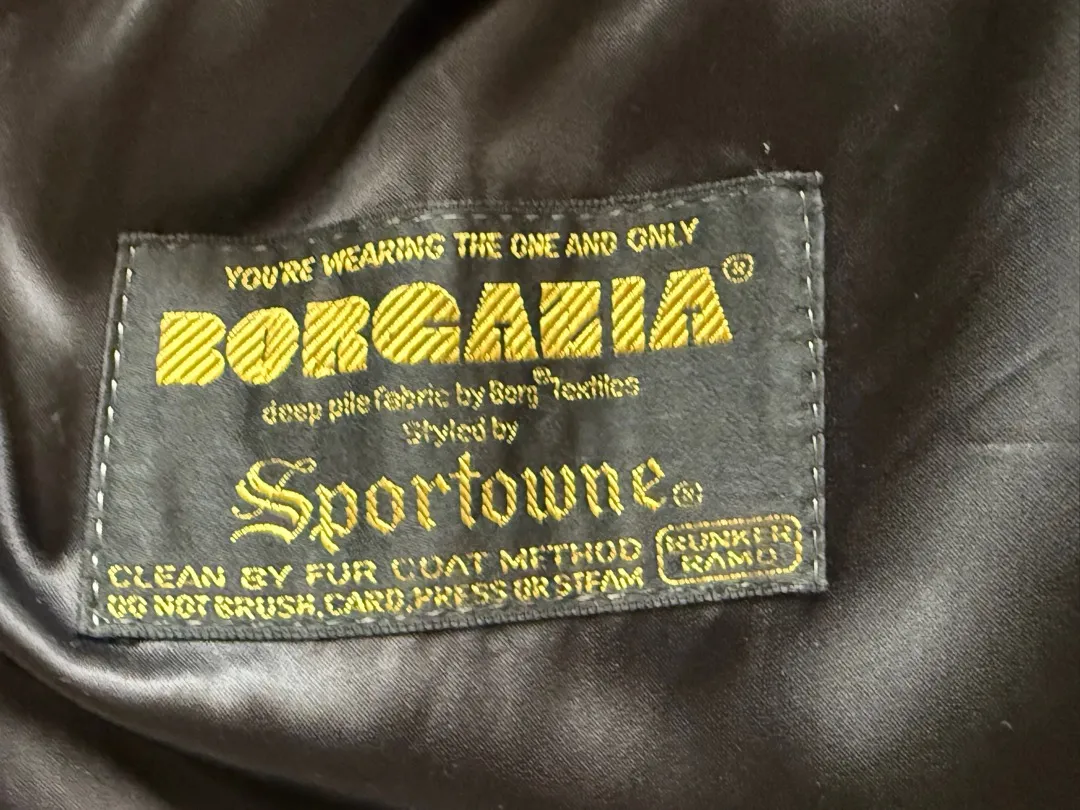 YOU'RE WEARING THE ONE AND ONLY
BORGAZIA®
deep pile fabric by Borg® Textiles
Styled by
Sportowne®
CLEAN BY FUR COAT METHOD
DO NOT BRUSH, CARD, PRESS OR STEAM
BUNKER
RAMO